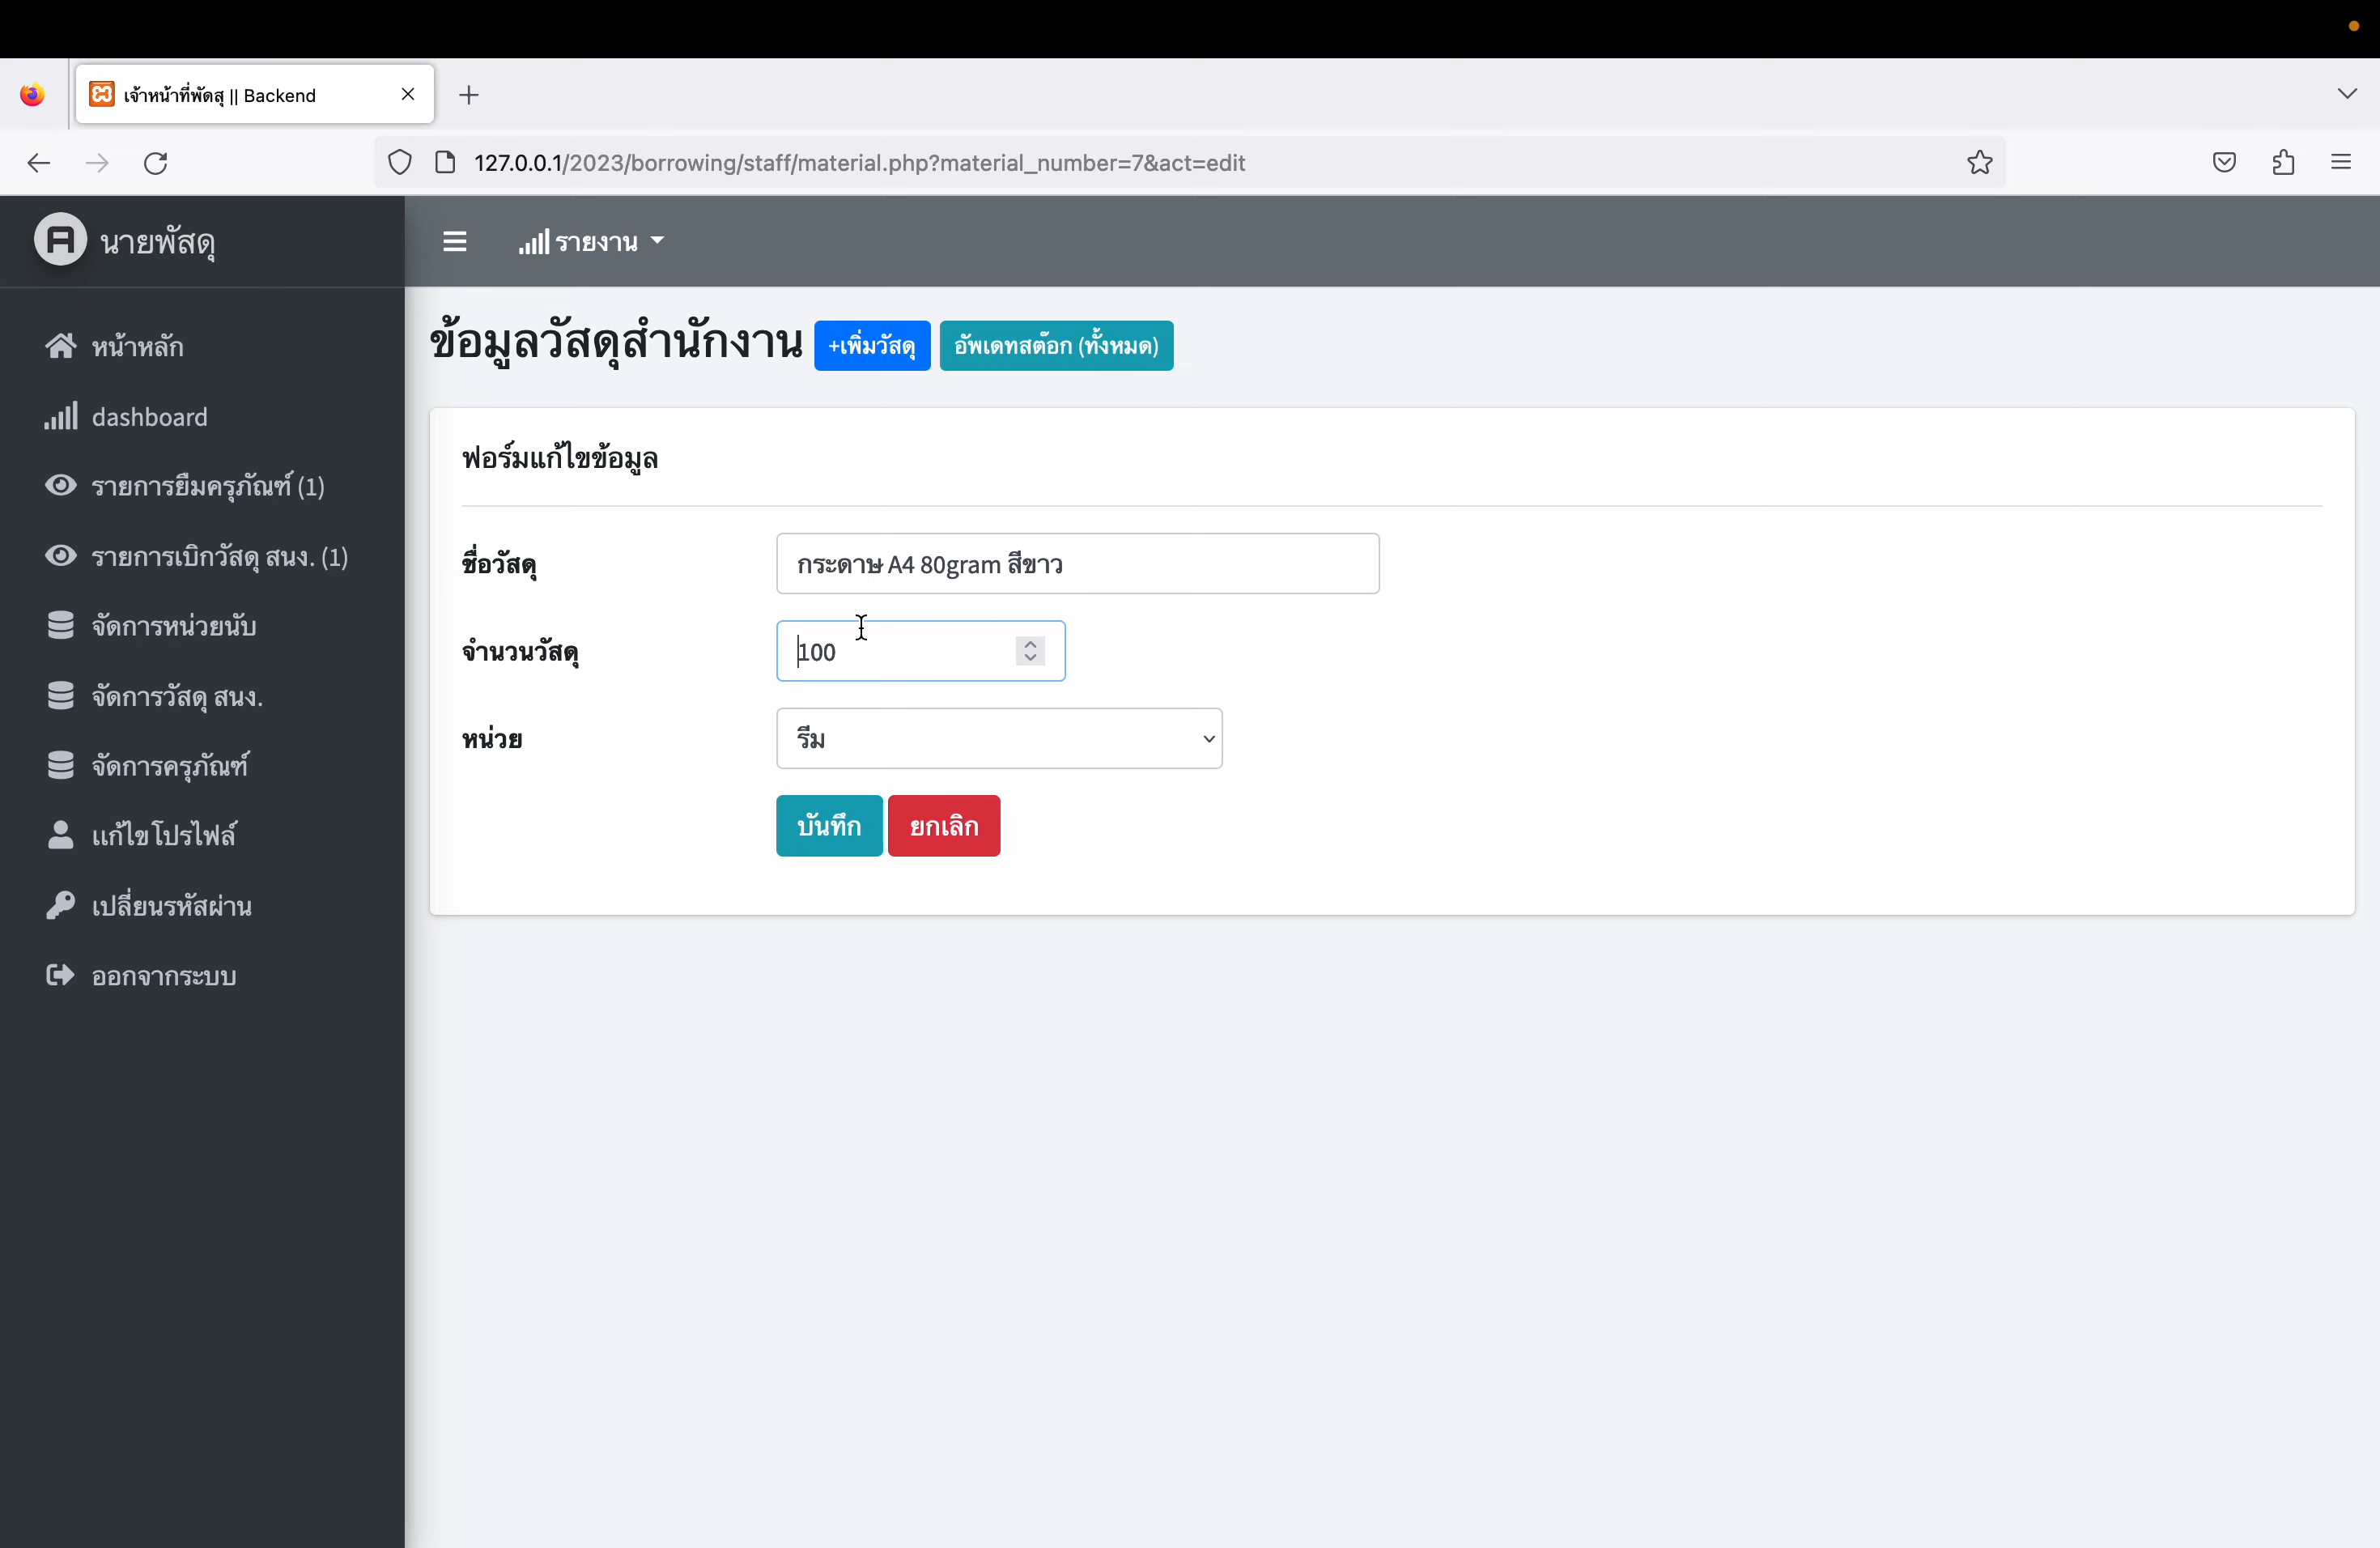 เจ้าหน้าที่พัดสุ || Backend
127.0.0.1/2023/borrowing/staff/material.php?material_number=7&act=edit
นายพัสดุ
รายงาน
หน้าหลัก
dashboard
รายการยืมครุภัณฑ์ (1)
รายการเบิกวัสดุ สนง. (1)
จัดการหน่วยนับ
จัดการวัสดุ สนง.
จัดการครุภัณฑ์
แก้ไขโปรไฟล์
เปลี่ยนรหัสผ่าน
ออกจากระบบ
ข้อมูลวัสดุสำนักงาน +เพิ่มวัสดุ อัพเดทสต๊อก (ทั้งหมด)
ฟอร์มแก้ไขข้อมูล
ชื่อวัสดุ กระดาษ A4 80gram สีขาว
จำนวนวัสดุ 100
หน่วย รีม
บันทึก ยกเลิก